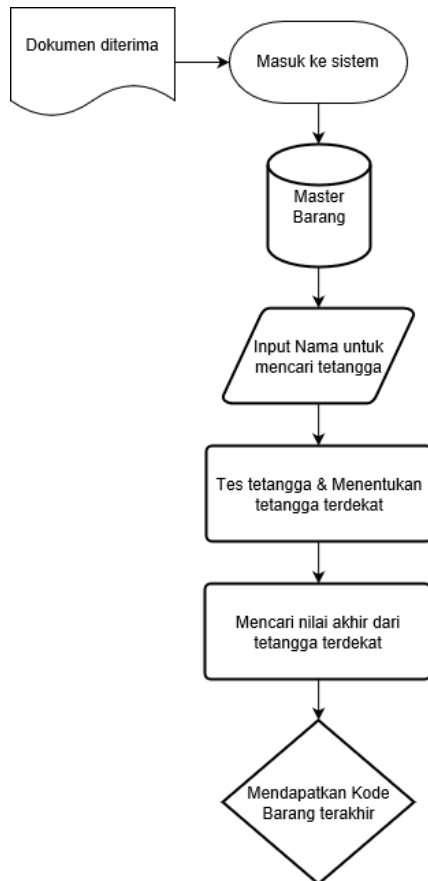 Dokumen diterima
Masuk ke sistem
Master
Barang
Input Nama untuk
mencari tetangga
Tes tetangga & Menentukan
tetangga terdekat
Mencari nilai akhir dari
tetangga terdekat
Mendapatkan Kode
Barang terakhir